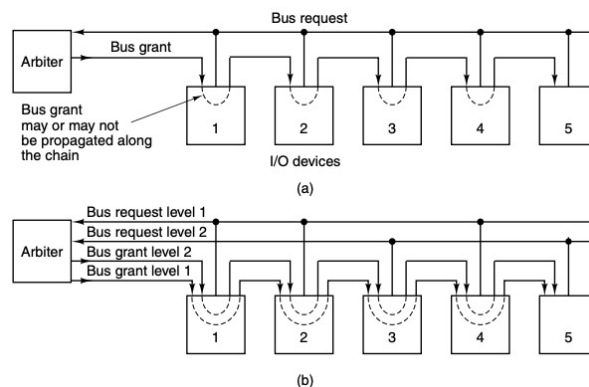 Bus request
Arbiter
Bus grant
Bus grant
may or may not
be propagated along
the chain
1 2 3 4 5
I/O devices
(a)
Bus request level 1
Bus request level 2
Arbiter
Bus grant level 2
Bus grant level 1
1 2 3 4 5
(b)